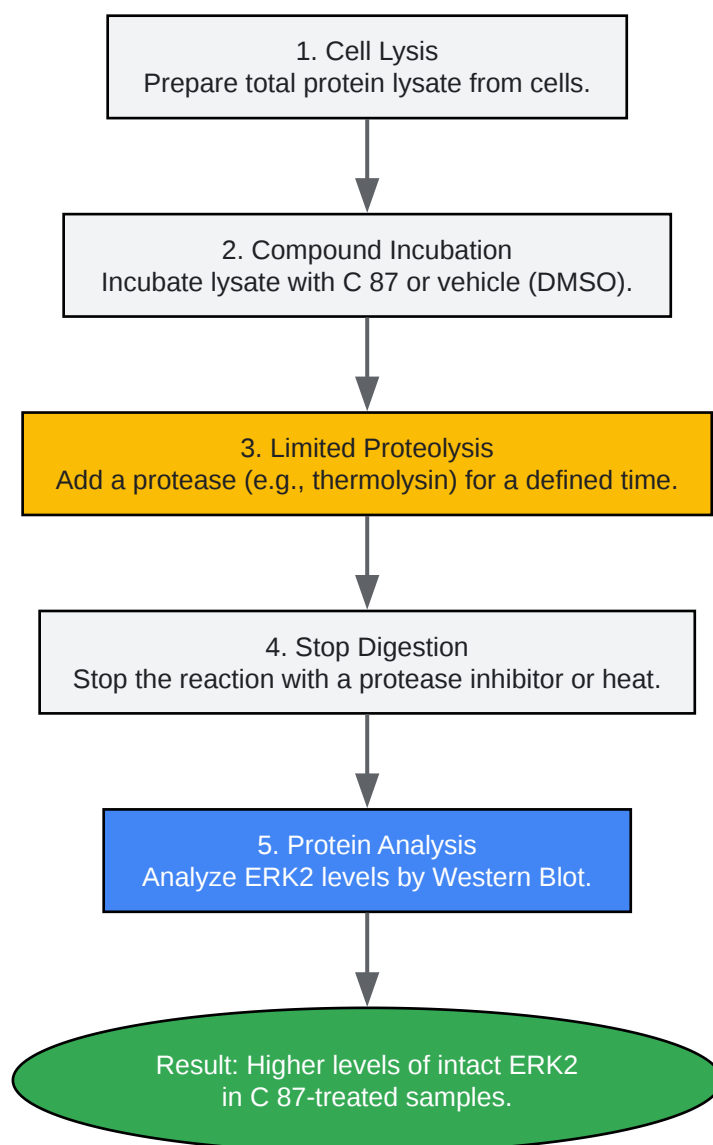 1. Cell Lysis
Prepare total protein lysate from cells.
2. Compound Incubation
Incubate lysate with C 87 or vehicle (DMSO).
3. Limited Proteolysis
Add a protease (e.g., thermolysin) for a defined time.
4. Stop Digestion
Stop the reaction with a protease inhibitor or heat.
5. Protein Analysis
Analyze ERK2 levels by Western Blot.
Result: Higher levels of intact ERK2
in C 87-treated samples.